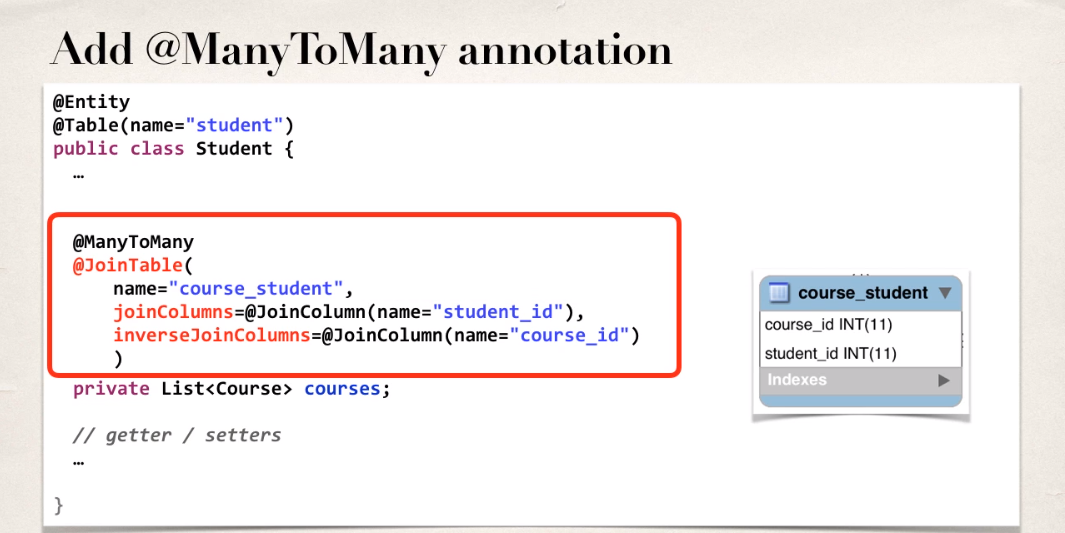 Add @ManyToMany annotation
@Entity
@Table(name="student")
public class Student {
…
@ManyToMany
@JoinTable(
name="course_student",
joinColumns=@JoinColumn(name="student_id"),
inverseJoinColumns=@JoinColumn(name="course_id")
)
private List<Course> courses;
// getter / setters
…
}
course_student
course_id INT(11)
student_id INT(11)
Indexes